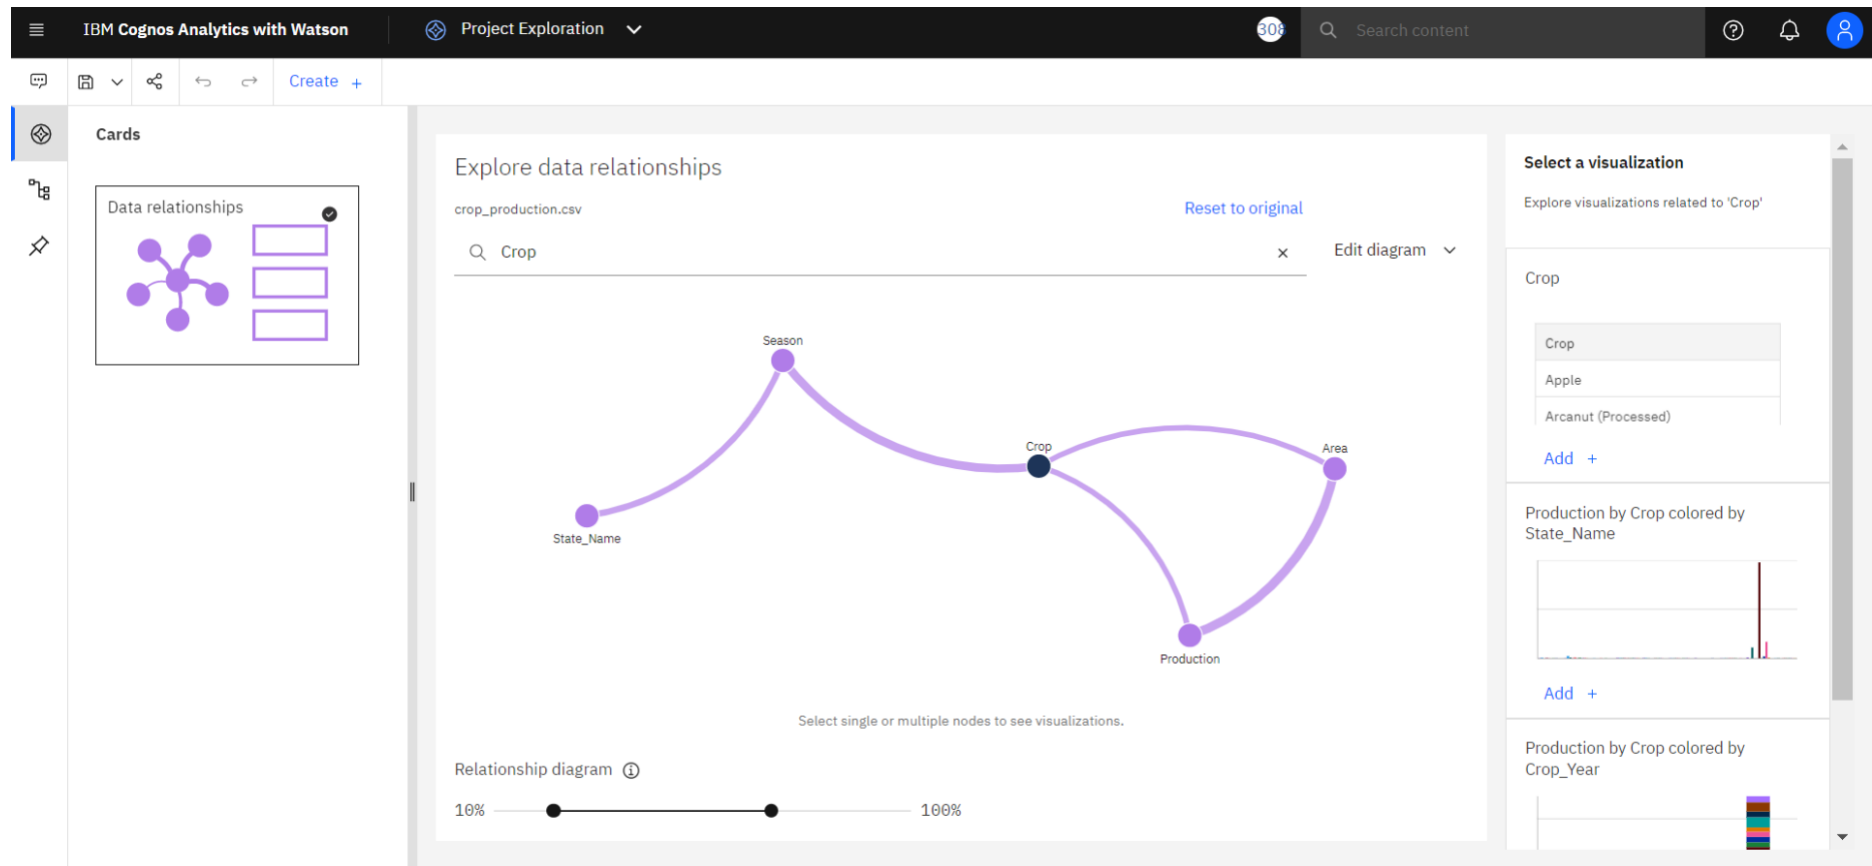 IBM Cognos Analytics with Watson
Project Exploration
308
Search content
Create +
Cards
Data relationships
Explore data relationships
crop_production.csv
Reset to original
Crop
Edit diagram
Season
Crop
Area
State_Name
Production
Select single or multiple nodes to see visualizations.
Relationship diagram
10%
100%
Select a visualization
Explore visualizations related to 'Crop'
Crop
Crop
Apple
Arcanut (Processed)
Add +
Production by Crop colored by
State_Name
Add +
Production by Crop colored by
Crop_Year